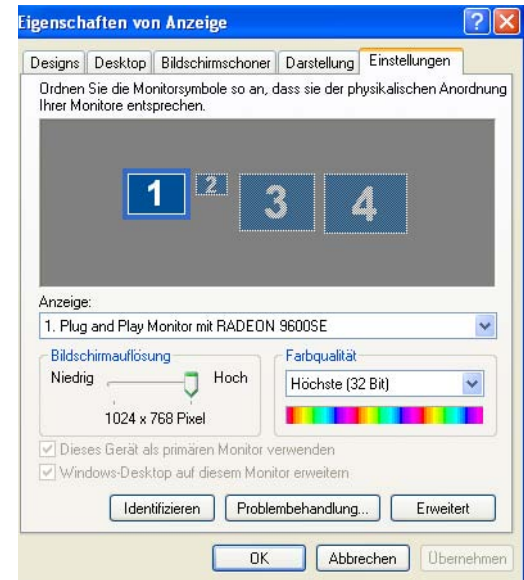 Eigenschaften von Anzeige
Designs Desktop Bildschirmschoner Darstellung Einstellungen
Ordnen Sie die Monitorsymbole so an, dass sie der physikalischen Anordnung
Ihrer Monitore entsprechen.
1 2 3 4
Anzeige:
1. Plug and Play Monitor mit RADEON 9600SE
Bildschirmauflösung
Niedrig Hoch
1024 x 768 Pixel
Farbqualität
Höchste (32 Bit)
Dieses Gerät als primären Monitor verwenden
Windows-Desktop auf diesem Monitor erweitern
Identifizieren Problembehandlung... Erweitert
OK Abbrechen Übernehmen